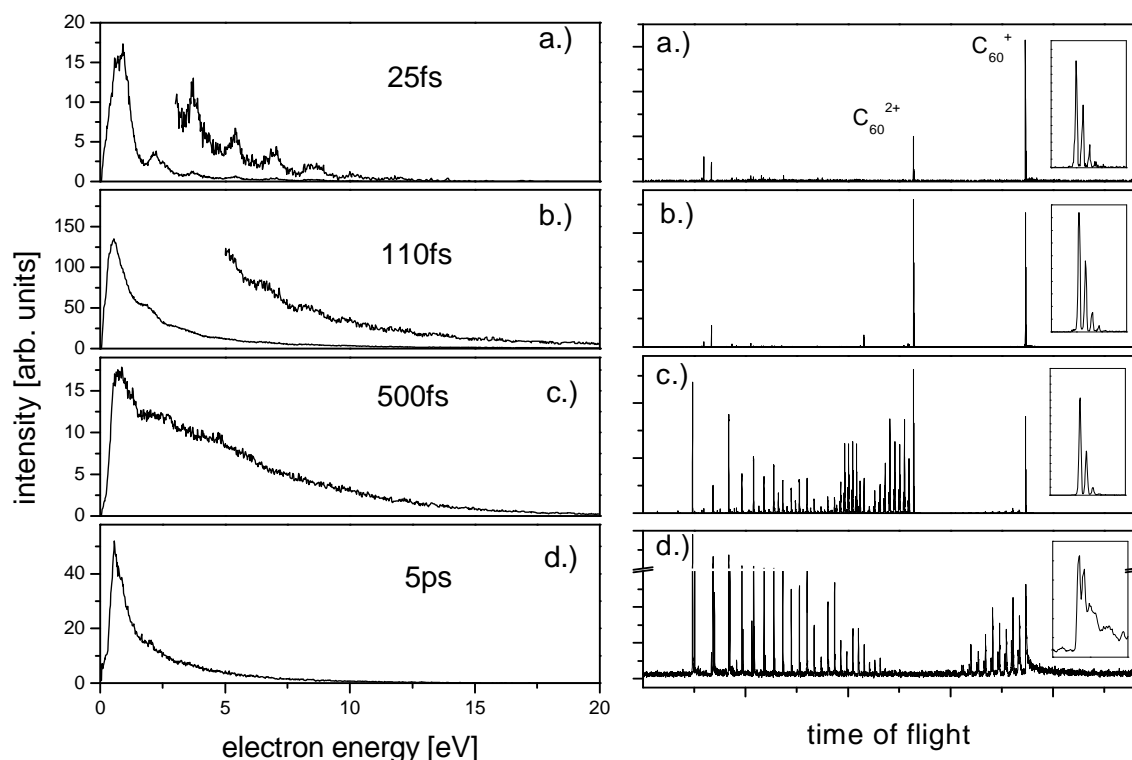 20
15
10
5
0
a.)
25fs
150
100
50
0
b.)
110fs
15
10
5
0
c.)
500fs
40
20
0
d.)
5ps
0 5 10 15 20
intensity [arb. units]
electron energy [eV]
a.)
C60+
C602+
b.)
c.)
d.)
time of flight